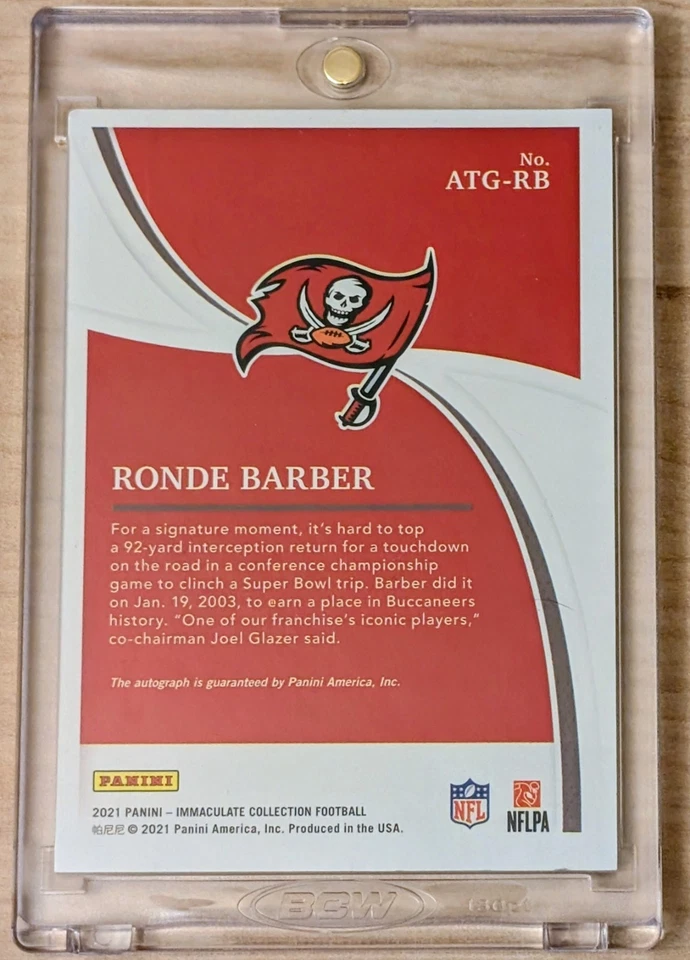 No.
ATG-RB
RONDE BARBER
For a signature moment, it's hard to top
a 92-yard interception return for a touchdown
on the road in a conference championship
game to clinch a Super Bowl trip. Barber did it
on Jan. 19, 2003, to earn a place in Buccaneers
history. "One of our franchise's iconic players,"
co-chairman Joel Glazer said.
The autograph is guaranteed by Panini America, Inc.
PANINI
2021 PANINI – IMMACULATE COLLECTION FOOTBALL
帕尼尼 © 2021 Panini America, Inc. Produced in the USA.
NFL
NFLPA
BCW